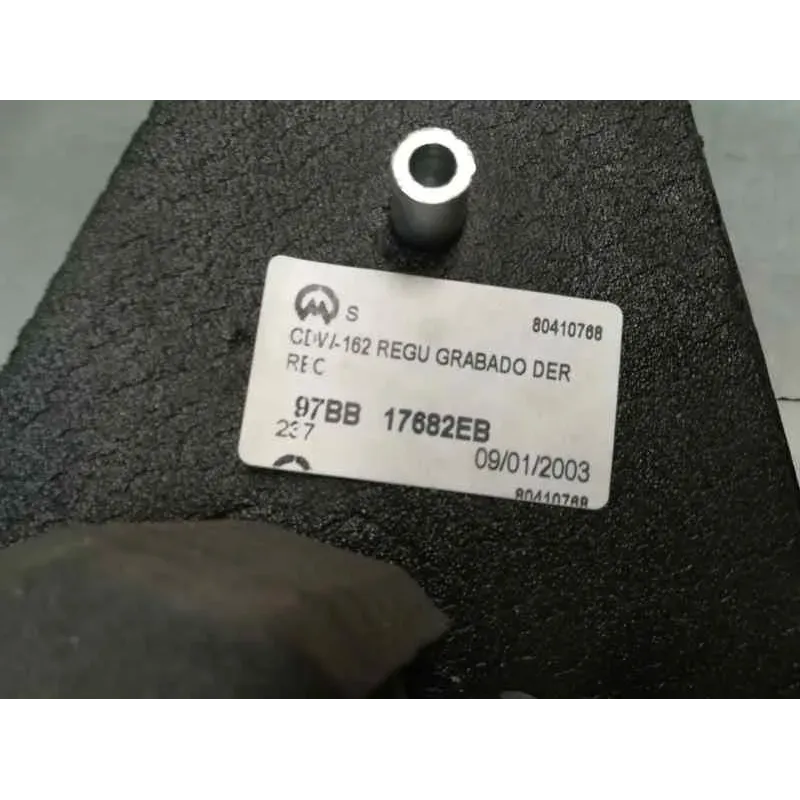 S
80410768
CDW-162 REGU GRABADO DER
REC
97BB 17682EB
237
09/01/2003
80410768